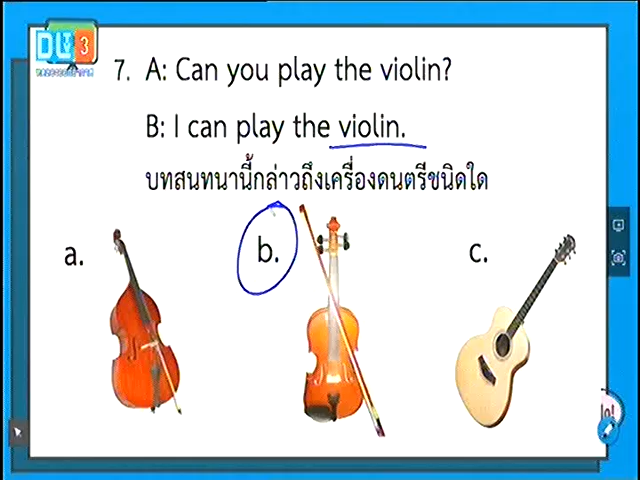 DLTV 3
7. A: Can you play the violin?
B: I can play the violin.
บทสนทนานี้กล่าวถึงเครื่องดนตรีชนิดใด
a. b. c.